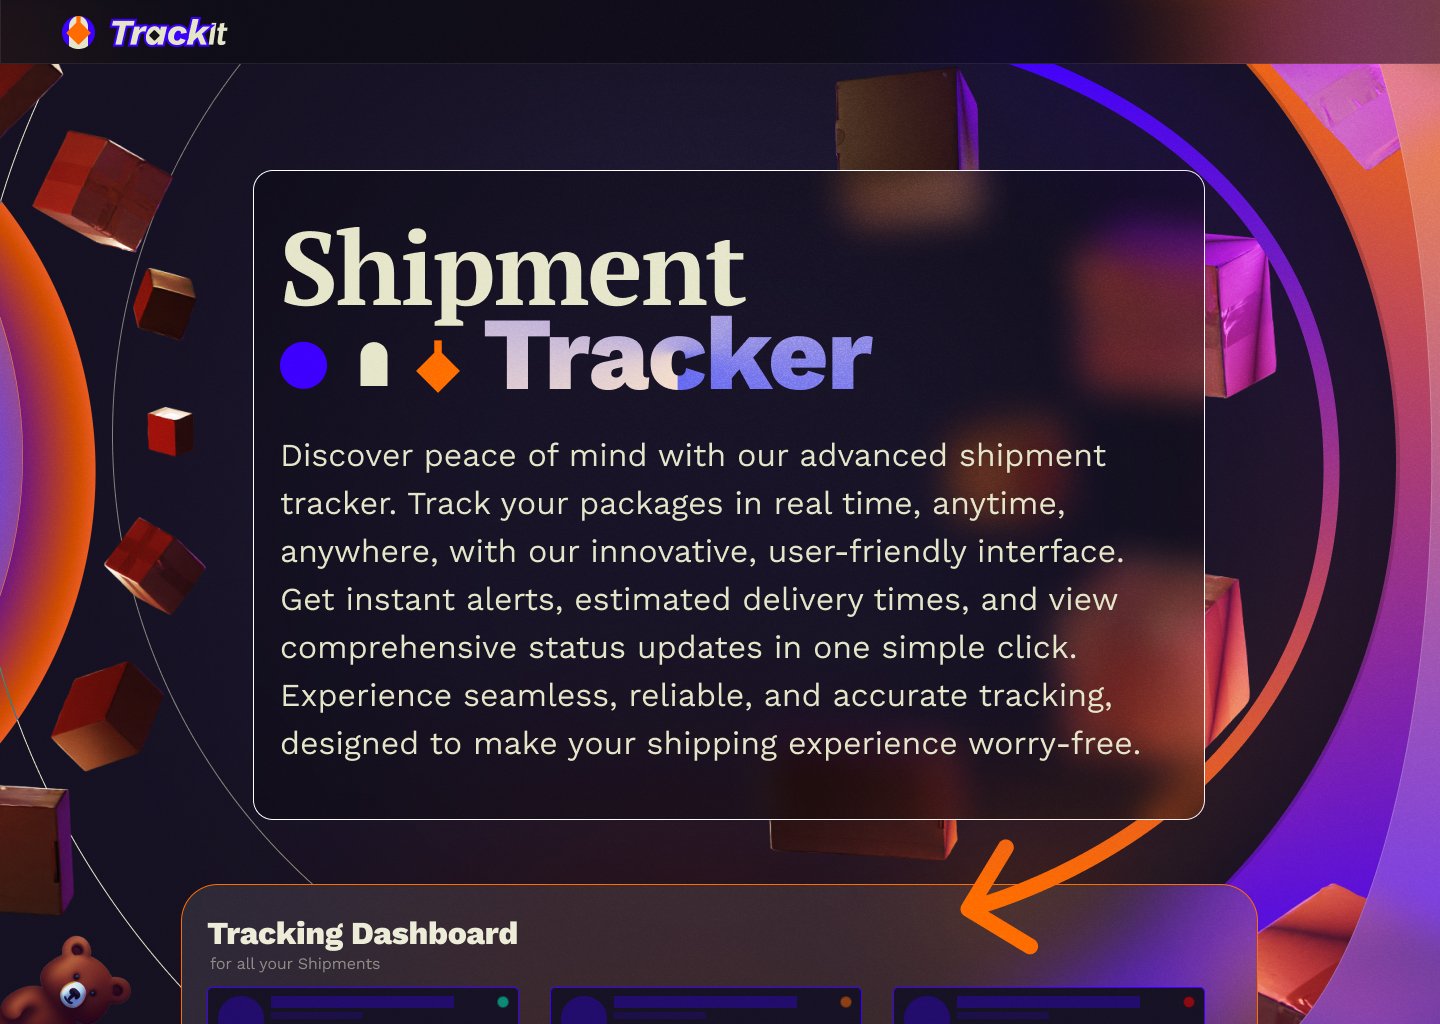 Trackit
Shipment
Tracker
Discover peace of mind with our advanced shipment
tracker. Track your packages in real time, anytime,
anywhere, with our innovative, user-friendly interface.
Get instant alerts, estimated delivery times, and view
comprehensive status updates in one simple click.
Experience seamless, reliable, and accurate tracking,
designed to make your shipping experience worry-free.
Tracking Dashboard
for all your Shipments